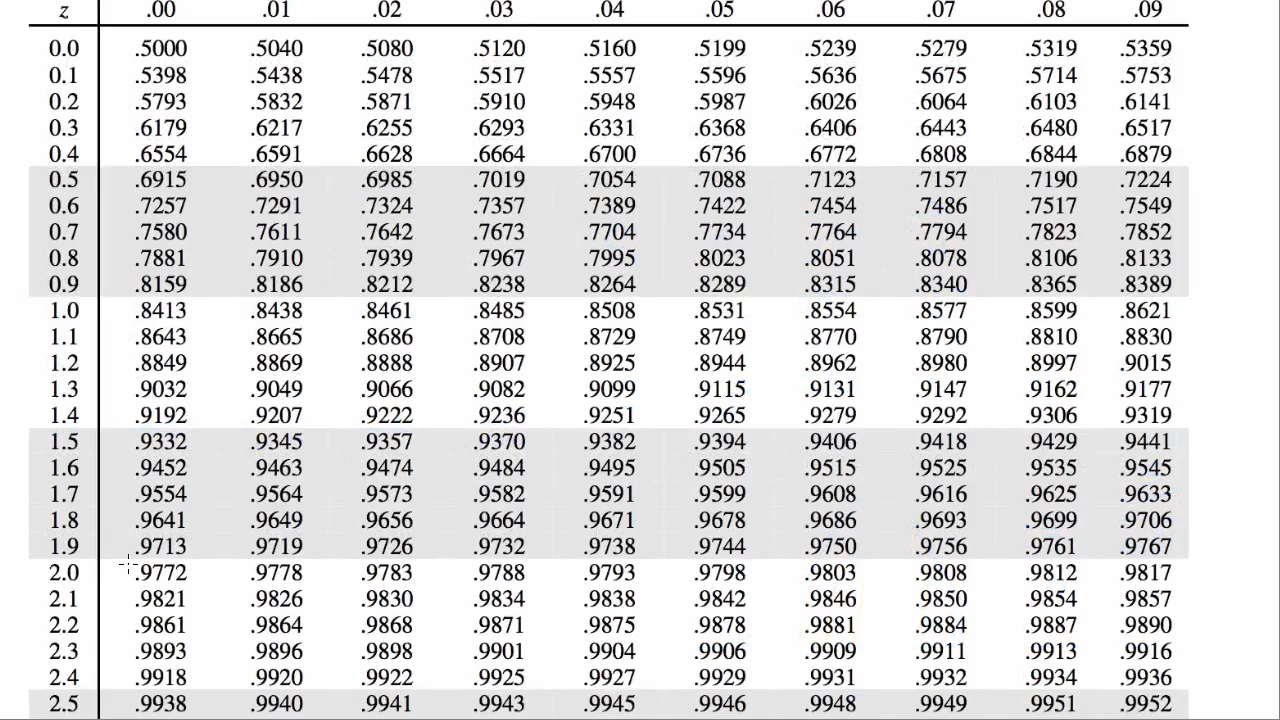 z .00 .01 .02 .03 .04 .05 .06 .07 .08 .09
0.0 .5000 .5040 .5080 .5120 .5160 .5199 .5239 .5279 .5319 .5359
0.1 .5398 .5438 .5478 .5517 .5557 .5596 .5636 .5675 .5714 .5753
0.2 .5793 .5832 .5871 .5910 .5948 .5987 .6026 .6064 .6103 .6141
0.3 .6179 .6217 .6255 .6293 .6331 .6368 .6406 .6443 .6480 .6517
0.4 .6554 .6591 .6628 .6664 .6700 .6736 .6772 .6808 .6844 .6879
0.5 .6915 .6950 .6985 .7019 .7054 .7088 .7123 .7157 .7190 .7224
0.6 .7257 .7291 .7324 .7357 .7389 .7422 .7454 .7486 .7517 .7549
0.7 .7580 .7611 .7642 .7673 .7704 .7734 .7764 .7794 .7823 .7852
0.8 .7881 .7910 .7939 .7967 .7995 .8023 .8051 .8078 .8106 .8133
0.9 .8159 .8186 .8212 .8238 .8264 .8289 .8315 .8340 .8365 .8389
1.0 .8413 .8438 .8461 .8485 .8508 .8531 .8554 .8577 .8599 .8621
1.1 .8643 .8665 .8686 .8708 .8729 .8749 .8770 .8790 .8810 .8830
1.2 .8849 .8869 .8888 .8907 .8925 .8944 .8962 .8980 .8997 .9015
1.3 .9032 .9049 .9066 .9082 .9099 .9115 .9131 .9147 .9162 .9177
1.4 .9192 .9207 .9222 .9236 .9251 .9265 .9279 .9292 .9306 .9319
1.5 .9332 .9345 .9357 .9370 .9382 .9394 .9406 .9418 .9429 .9441
1.6 .9452 .9463 .9474 .9484 .9495 .9505 .9515 .9525 .9535 .9545
1.7 .9554 .9564 .9573 .9582 .9591 .9599 .9608 .9616 .9625 .9633
1.8 .9641 .9649 .9656 .9664 .9671 .9678 .9686 .9693 .9699 .9706
1.9 .9713 .9719 .9726 .9732 .9738 .9744 .9750 .9756 .9761 .9767
2.0 .9772 .9778 .9783 .9788 .9793 .9798 .9803 .9808 .9812 .9817
2.1 .9821 .9826 .9830 .9834 .9838 .9842 .9846 .9850 .9854 .9857
2.2 .9861 .9864 .9868 .9871 .9875 .9878 .9881 .9884 .9887 .9890
2.3 .9893 .9896 .9898 .9901 .9904 .9906 .9909 .9911 .9913 .9916
2.4 .9918 .9920 .9922 .9925 .9927 .9929 .9931 .9932 .9934 .9936
2.5 .9938 .9940 .9941 .9943 .9945 .9946 .9948 .9949 .9951 .9952